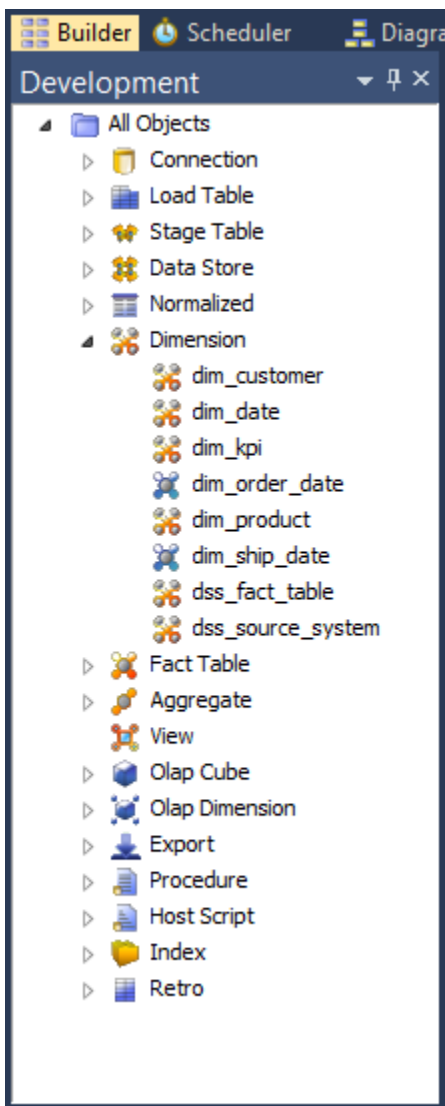 Builder Scheduler Diagra
Development
All Objects
Connection
Load Table
Stage Table
Data Store
Normalized
Dimension
dim_customer
dim_date
dim_kpi
dim_order_date
dim_product
dim_ship_date
dss_fact_table
dss_source_system
Fact Table
Aggregate
View
Olap Cube
Olap Dimension
Export
Procedure
Host Script
Index
Retro